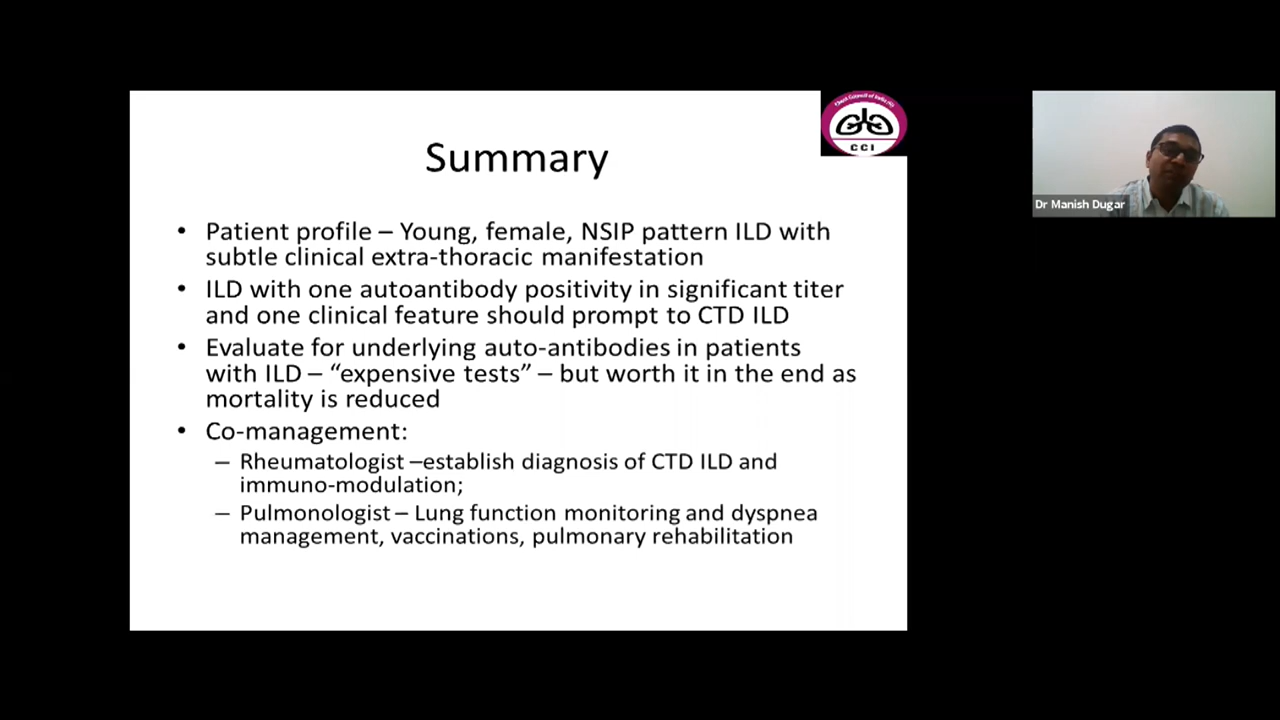 Chest Council of India
CCI
Summary
• Patient profile – Young, female, NSIP pattern ILD with
subtle clinical extra-thoracic manifestation
• ILD with one autoantibody positivity in significant titer
and one clinical feature should prompt to CTD ILD
• Evaluate for underlying auto-antibodies in patients
with ILD – “expensive tests” – but worth it in the end as
mortality is reduced
• Co-management:
– Rheumatologist –establish diagnosis of CTD ILD and
immuno-modulation;
– Pulmonologist – Lung function monitoring and dyspnea
management, vaccinations, pulmonary rehabilitation
Dr Manish Dugar